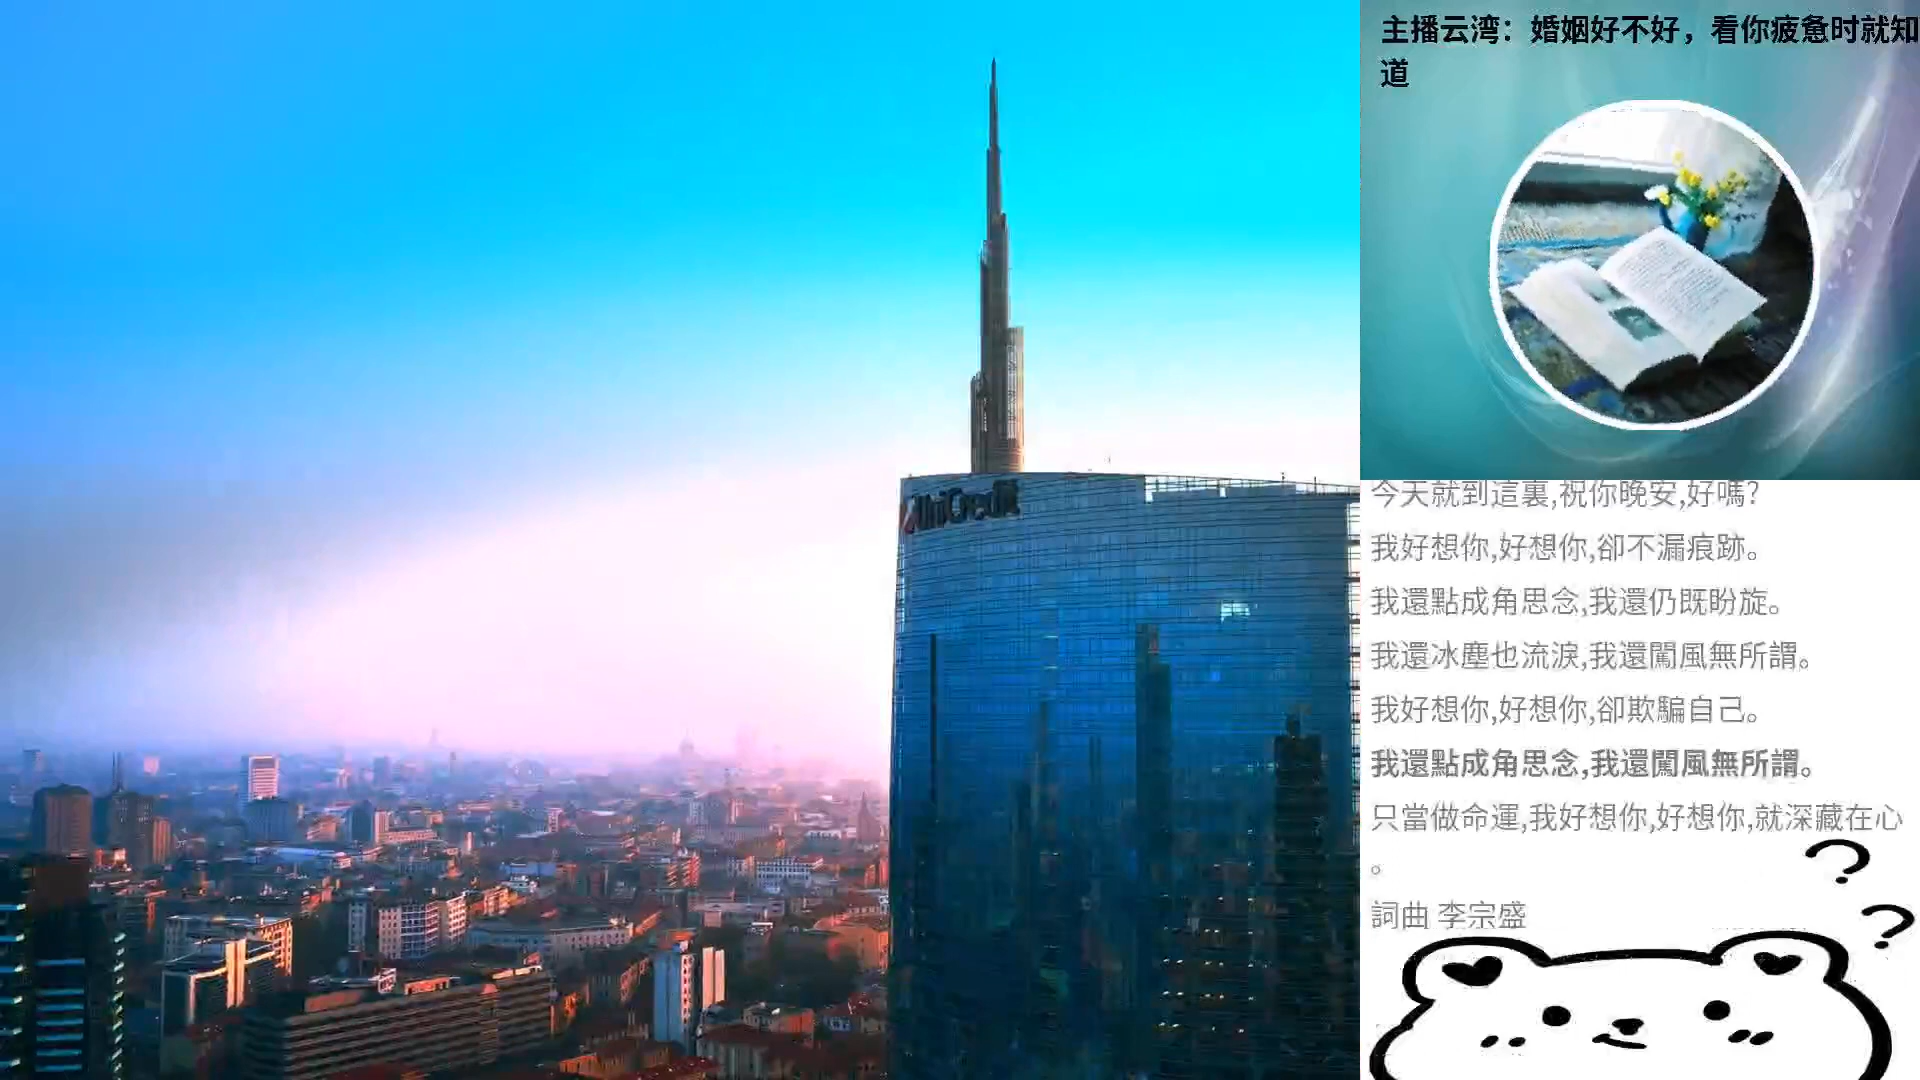 UniCredit
主播云湾：婚姻好不好，看你疲惫时就知
道
今天就到這裏,祝你晚安,好嗎?
我好想你,好想你,卻不漏痕跡。
我還點成角思念,我還仍既盼旋。
我還冰塵也流淚,我還闖風無所謂。
我好想你,好想你,卻欺騙自己。
我還點成角思念,我還闖風無所謂。
只當做命運,我好想你,好想你,就深藏在心
。
詞曲 李宗盛